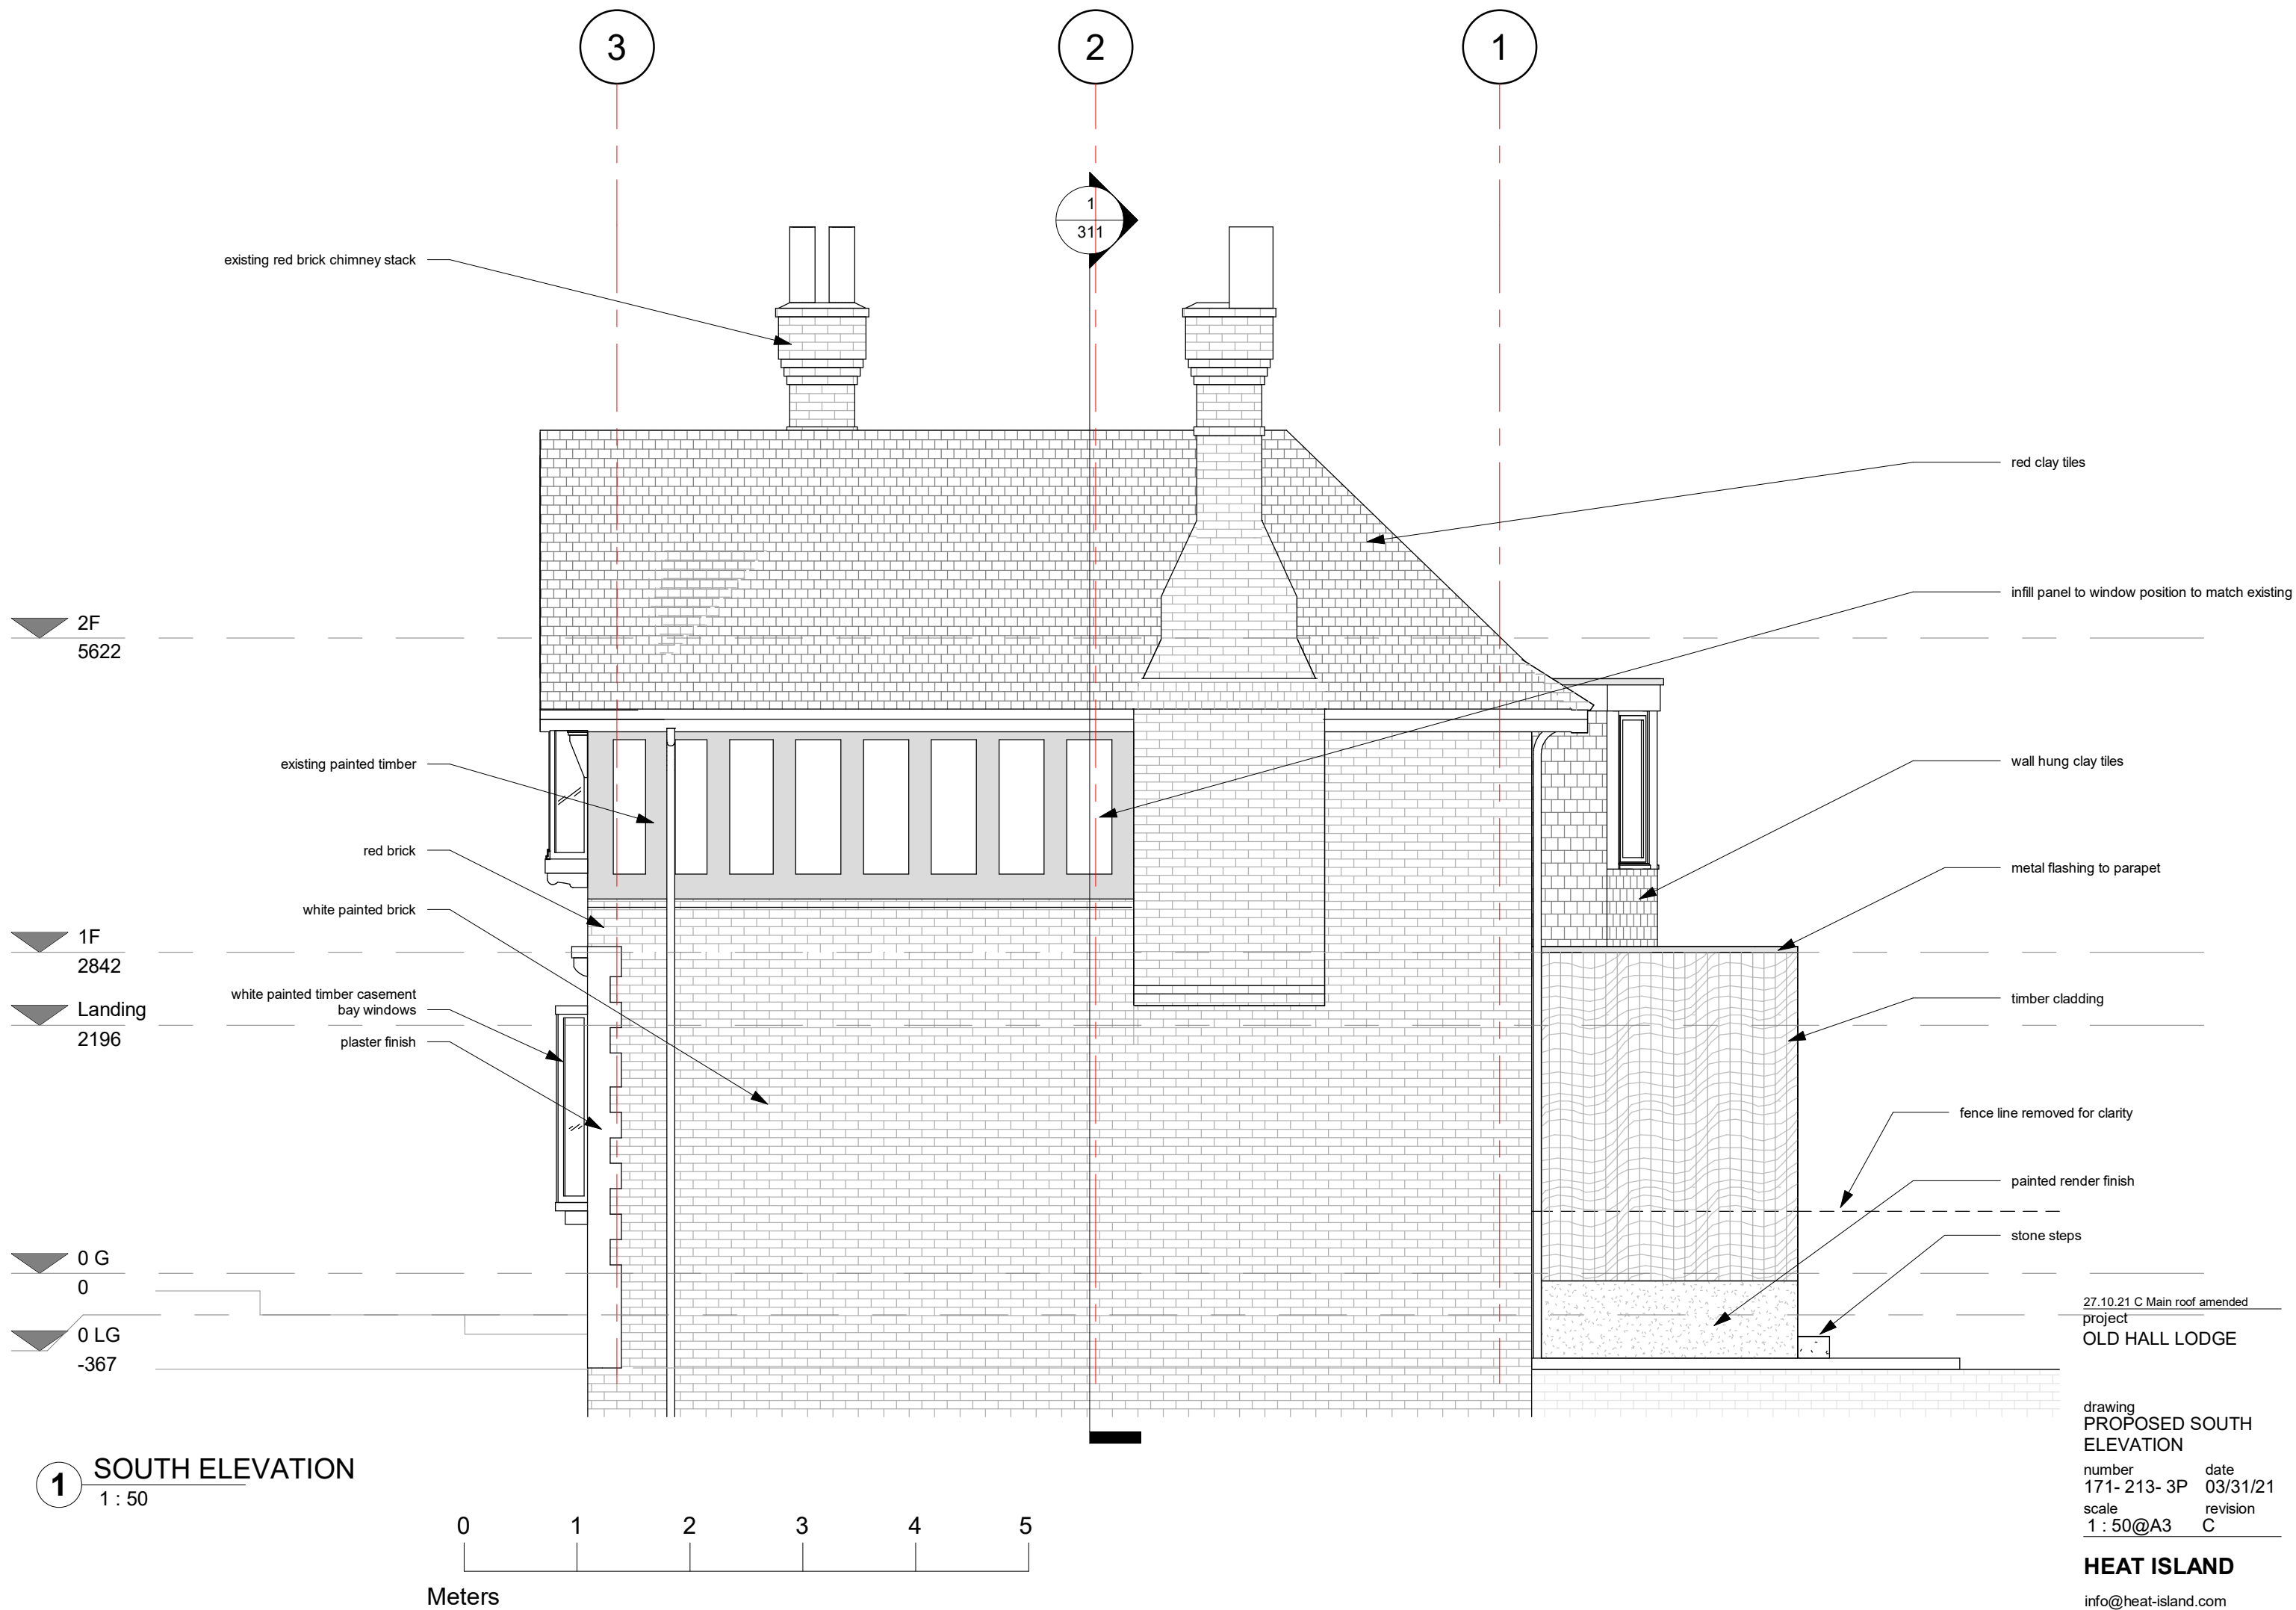 3
2
1
1
311
existing red brick chimney stack
red clay tiles
infill panel to window position to match existing
2F
5622
existing painted timber
wall hung clay tiles
red brick
metal flashing to parapet
white painted brick
1F
2842
white painted timber casement
bay windows
timber cladding
Landing
2196
plaster finish
fence line removed for clarity
painted render finish
stone steps
0 G
0
0 LG
-367
27.10.21 C Main roof amended
project
OLD HALL LODGE
drawing
PROPOSED SOUTH
ELEVATION
number date
171- 213- 3P 03/31/21
scale revision
1 : 50@A3 C
HEAT ISLAND
info@heat-island.com
1 SOUTH ELEVATION
1 : 50
0 1 2 3 4 5
Meters